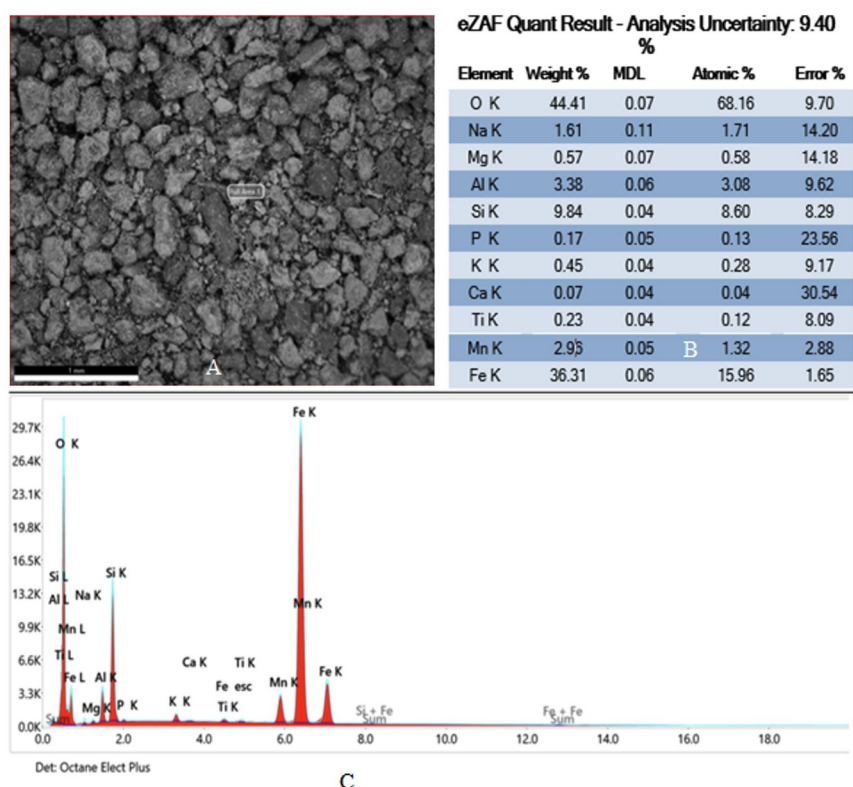 eZAF Quant Result - Analysis Uncertainty: 9.40
%
Element Weight % MDL Atomic % Error %
O K 44.41 0.07 68.16 9.70
Na K 1.61 0.11 1.71 14.20
Mg K 0.57 0.07 0.58 14.18
Al K 3.38 0.06 3.08 9.62
Si K 9.84 0.04 8.60 8.29
P K 0.17 0.05 0.13 23.56
K K 0.45 0.04 0.28 9.17
Ca K 0.07 0.04 0.04 30.54
Ti K 0.23 0.04 0.12 8.09
Mn K 0.05 B 1.32 2.88
Fe K 36.31 0.06 15.96 1.65
Full Area 1
1 mm
A
29.7K
26.4K
23.1K
19.8K
16.5K
13.2K
9.9K
6.6K
3.3K
0.0K
O K
Fe K
Si L
Si K
Al L
Na K
Mn K
Mn L
Ti L
Ca K
Ti K
Fe L
Al K
Fe esc
Mn K
Fe K
Mg K
P K
K K
Ti K
Sum
Si + Fe
Sum
Fe + Fe
Sum
0.0 2.0 4.0 6.0 8.0 10.0 12.0 14.0 16.0 18.0
Det: Octane Elect Plus
C